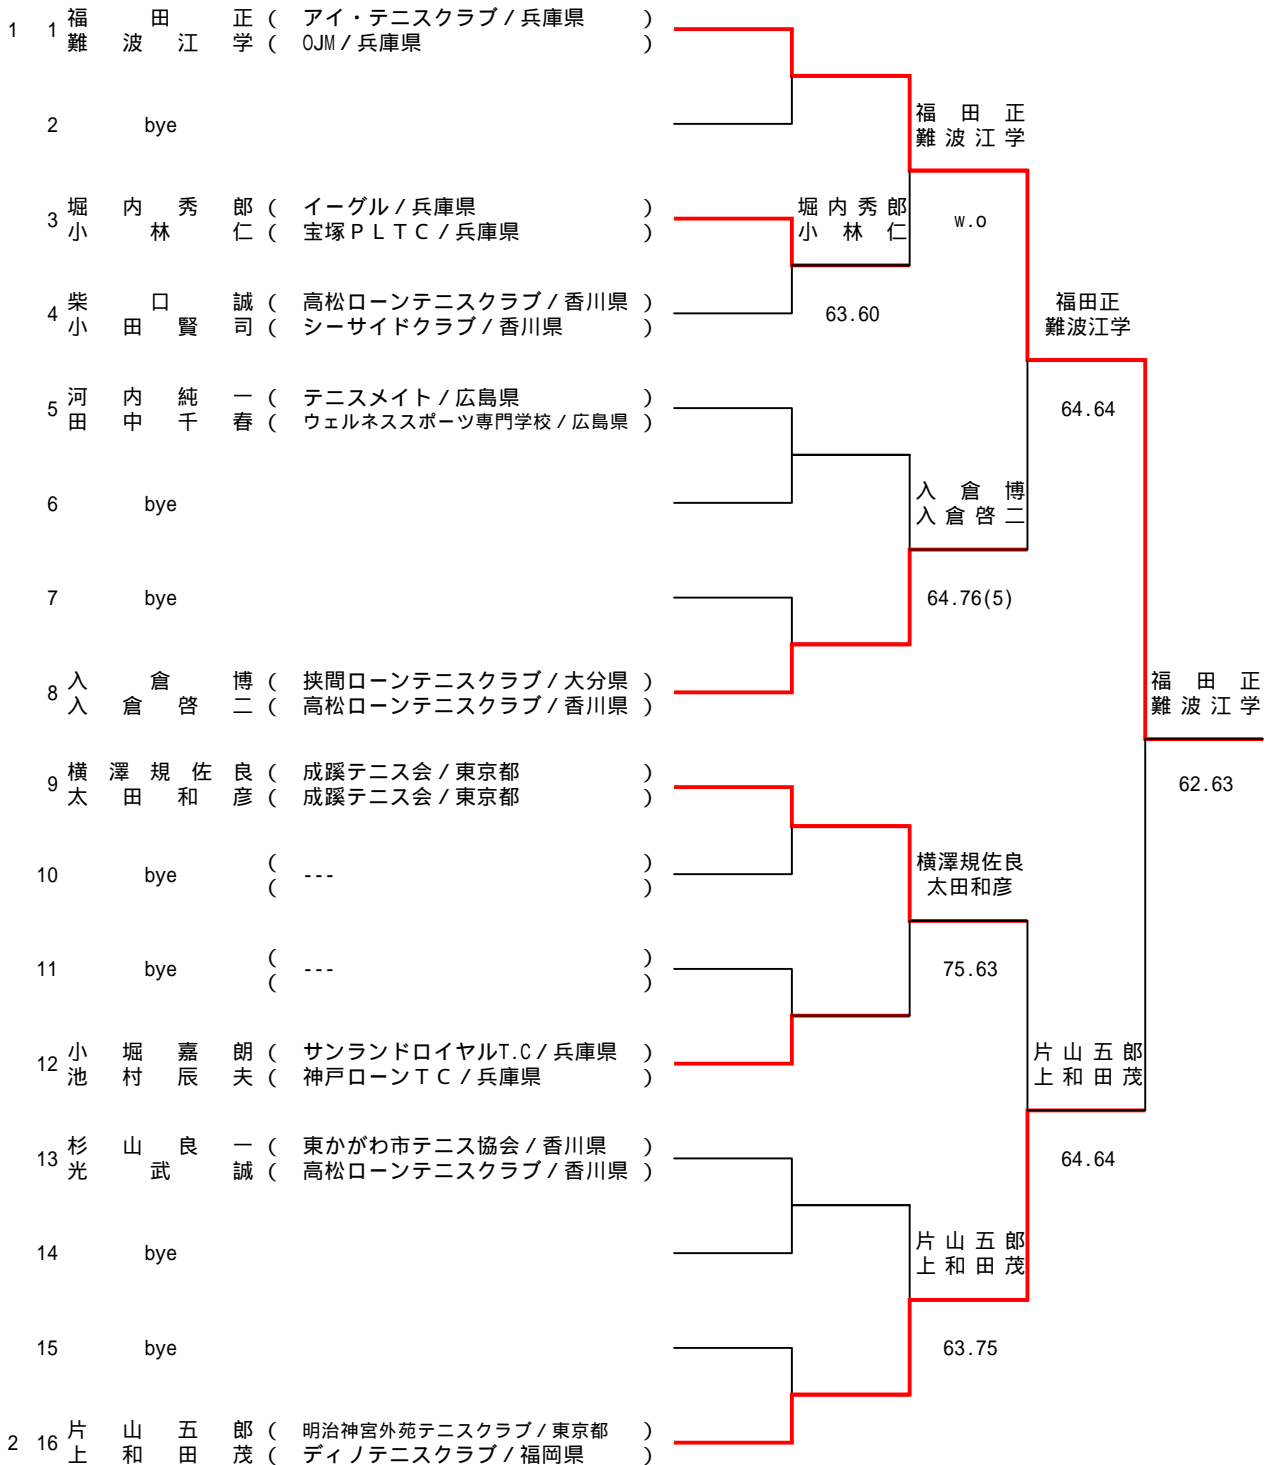 1 1 福田正 ( アイ・テニスクラブ / 兵庫県 )
難波江学 ( OJM / 兵庫県 )
2 bye
福田正
難波江学
3 堀内秀郎 ( イーグル / 兵庫県 )
小林仁 ( 宝塚ＰＬＴＣ / 兵庫県 )
堀内秀郎
小林仁
w.o
4 柴口誠 ( 高松ローンテニスクラブ / 香川県 )
小田賢司 ( シーサイドクラブ / 香川県 )
63.60
福田正
難波江学
5 河内純一 ( テニスメイト / 広島県 )
田中千春 ( ウェルネススポーツ専門学校 / 広島県 )
64.64
6 bye
入倉博
入倉啓二
7 bye
64.76(5)
8 入倉博 ( 挟間ローンテニスクラブ / 大分県 )
入倉啓二 ( 高松ローンテニスクラブ / 香川県 )
福田正
難波江学
9 横澤規佐良 ( 成蹊テニス会 / 東京都 )
太田和彦 ( 成蹊テニス会 / 東京都 )
62.63
10 bye ( --- )
( )
横澤規佐良
太田和彦
11 bye ( --- )
( )
75.63
12 小堀嘉朗 ( サンランドロイヤルT.C / 兵庫県 )
池村辰夫 ( 神戸ローンＴＣ / 兵庫県 )
片山五郎
上和田茂
13 杉山良一 ( 東かがわ市テニス協会 / 香川県 )
光武誠 ( 高松ローンテニスクラブ / 香川県 )
64.64
14 bye
片山五郎
上和田茂
15 bye
63.75
2 16 片山五郎 ( 明治神宮外苑テニスクラブ / 東京都 )
上和田茂 ( ディノテニスクラブ / 福岡県 )